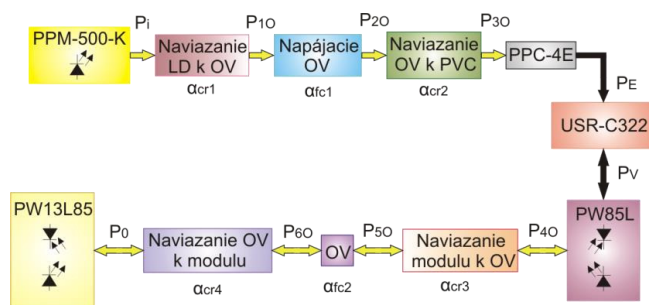 PPM-500-K
Pi
Naviazanie
LD k OV
αcr1
P1O
Napájacie
OV
αfc1
P2O
Naviazanie
OV k PVC
αcr2
P3O
PPC-4E
PE
USR-C322
PV
PW13L85
P0
Naviazanie OV
k modulu
αcr4
P6O
OV
αfc2
P5O
Naviazanie
modulu k OV
αcr3
P4O
PW85L